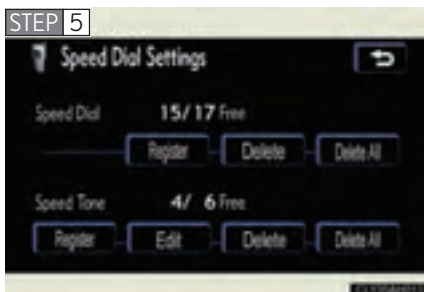 STEP 5
Speed Dial Settings
Speed Dial 15/17 Free
Register Delete Delete All
Speed Tone 4/ 6 Free
Register Edit Delete Delete All